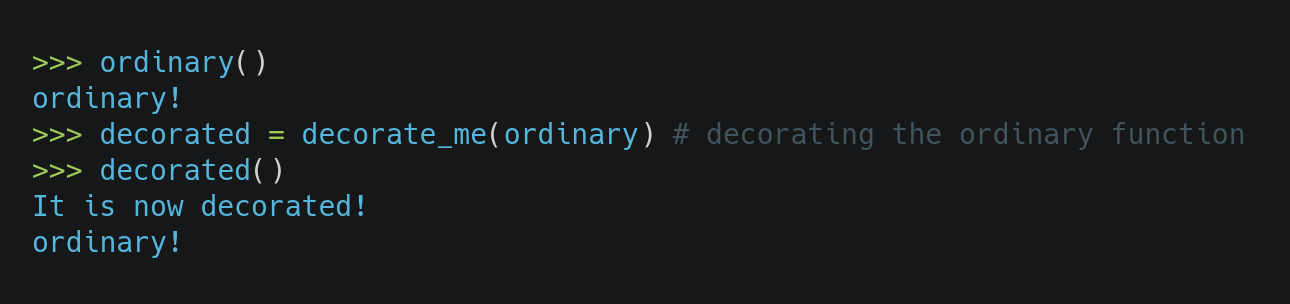 >>> ordinary()
ordinary!
>>> decorated = decorate_me(ordinary) # decorating the ordinary function
>>> decorated()
It is now decorated!
ordinary!